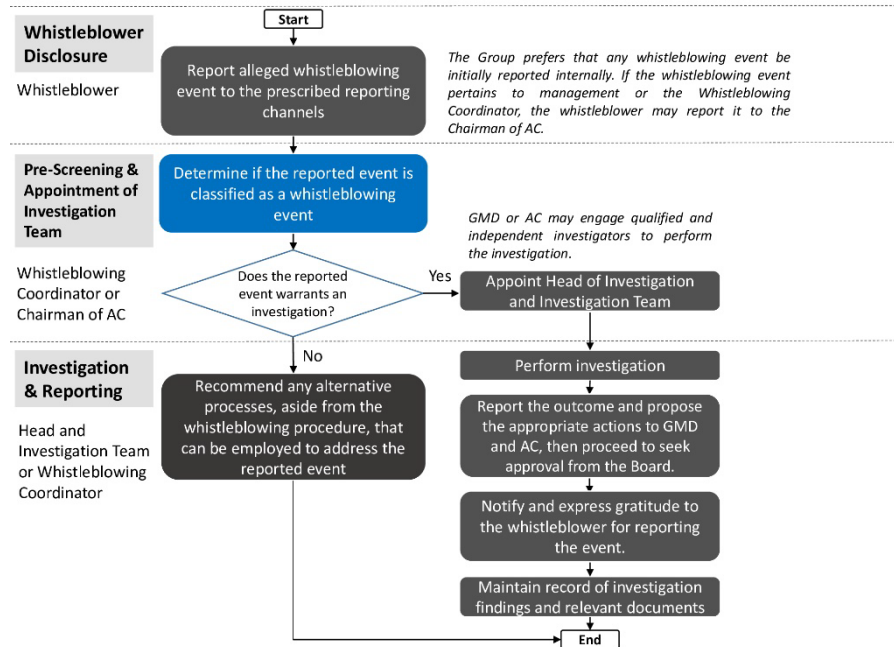 Start
Whistleblower
Disclosure
Whistleblower
Report alleged whistleblowing
event to the prescribed reporting
channels
The Group prefers that any whistleblowing event be
initially reported internally. If the whistleblowing event
pertains to management or the Whistleblowing
Coordinator, the whistleblower may report it to the
Chairman of AC.
Pre-Screening &
Appointment of
Investigation
Team
Whistleblowing
Coordinator or
Chairman of AC
Determine if the reported event is
classified as a whistleblowing
event
Does the reported
event warrants an
investigation?
Yes
GMD or AC may engage qualified and
independent investigators to perform
the investigation.
Appoint Head of Investigation
and Investigation Team
Investigation
& Reporting
Head and
Investigation Team
or Whistleblowing
Coordinator
No
Recommend any alternative
processes, aside from the
whistleblowing procedure, that
can be employed to address the
reported event
Perform investigation
Report the outcome and propose
the appropriate actions to GMD
and AC, then proceed to seek
approval from the Board.
Notify and express gratitude to
the whistleblower for reporting
the event.
Maintain record of investigation
findings and relevant documents
End